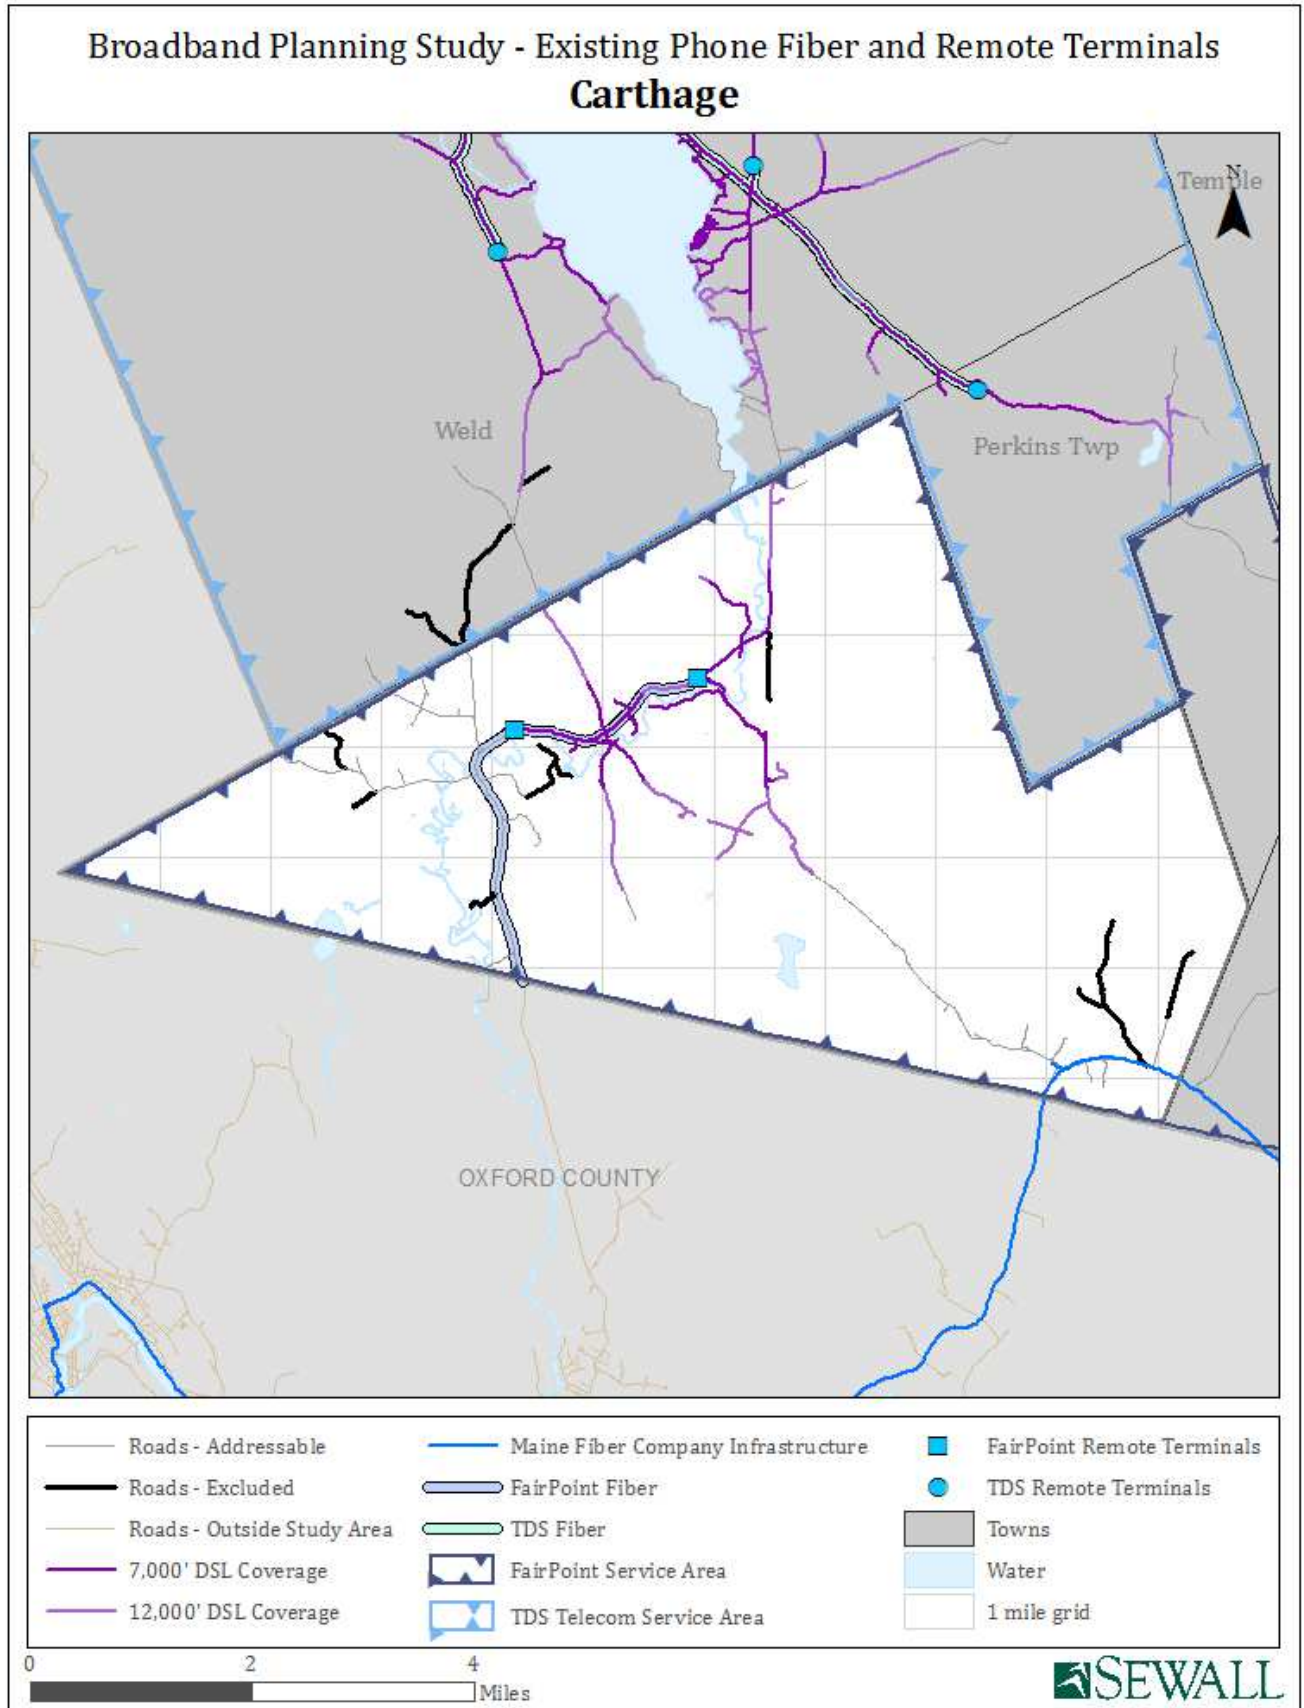 Broadband Planning Study - Existing Phone Fiber and Remote Terminals
Carthage
N
Temple
Weld
Perkins Twp
OXFORD COUNTY
Roads - Addressable
Roads - Excluded
Roads - Outside Study Area
7,000' DSL Coverage
12,000' DSL Coverage
Maine Fiber Company Infrastructure
FairPoint Fiber
TDS Fiber
FairPoint Service Area
TDS Telecom Service Area
FairPoint Remote Terminals
TDS Remote Terminals
Towns
Water
1 mile grid
0 2 4
Miles
SEWALL